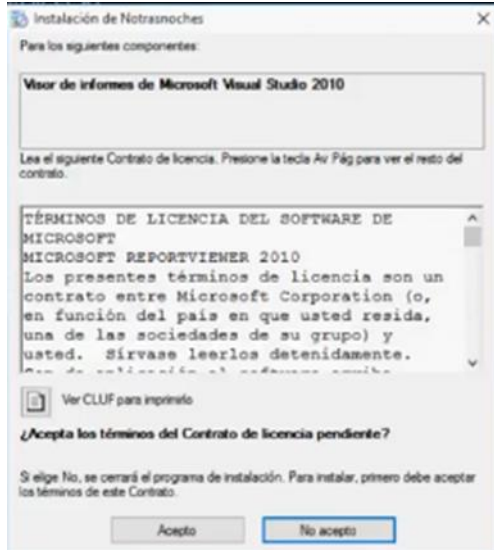 Instalación de Notrasnoches
Para los siguientes componentes:
Visor de informes de Microsoft Visual Studio 2010
Lea el siguiente Contrato de licencia. Presione la tecla Av Pág para ver el resto del
contrato.
TÉRMINOS DE LICENCIA DEL SOFTWARE DE
MICROSOFT
MICROSOFT REPORTVIEWER 2010
Los presentes términos de licencia son un
contrato entre Microsoft Corporation (o,
en función del país en que usted resida,
una de las sociedades de su grupo) y
usted. Sírvase leerlos detenidamente.
Ver CLUF para imprimirlo
¿Acepta los términos del Contrato de licencia pendiente?
Si elige No, se cerrará el programa de instalación. Para instalar, primero debe aceptar
los términos de este Contrato.
Acepto
No acepto